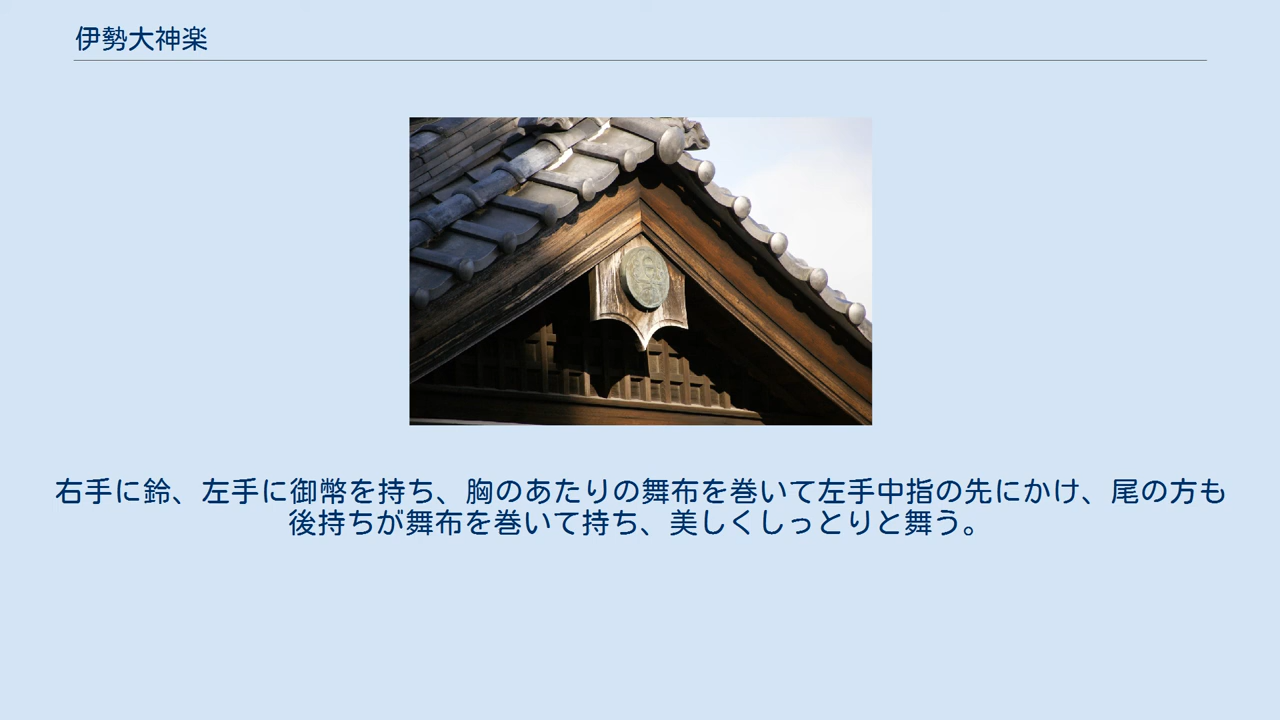 伊勢大神楽
右手に鈴、左手に御幣を持ち、胸のあたりの舞布を巻いて左手中指の先にかけ、尾の方も
後持ちが舞布を巻いて持ち、美しくしっとりと舞う。